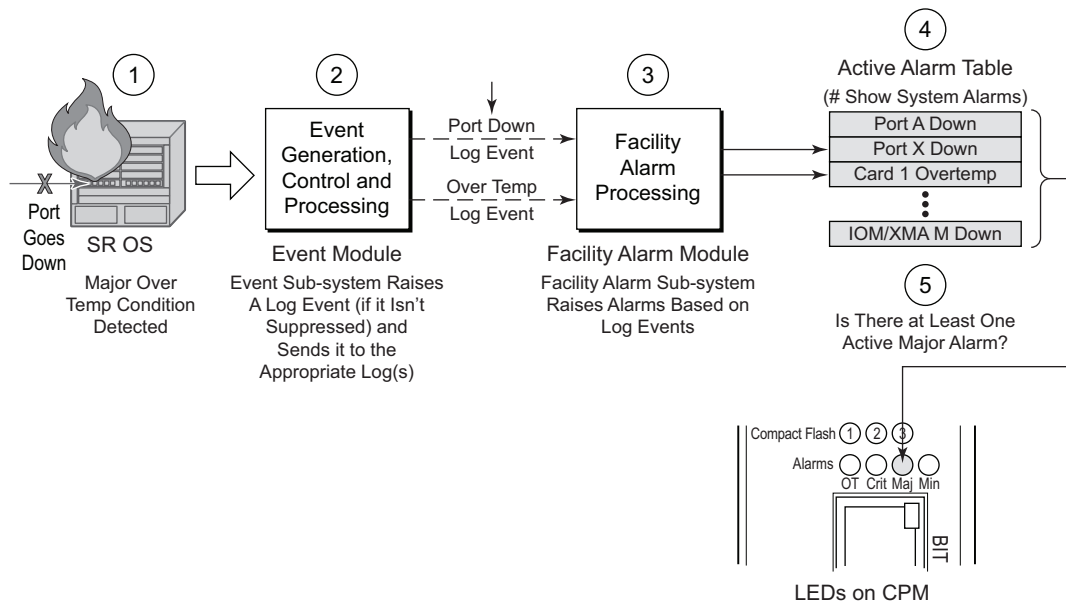 1
Port
Goes
Down
SR OS
Major Over
Temp Condition
Detected
2
Event
Generation,
Control and
Processing
Event Module
Event Sub-system Raises
A Log Event (if it Isn't
Suppressed) and
Sends it to the
Appropriate Log(s)
Port Down
Log Event
Over Temp
Log Event
3
Facility
Alarm
Processing
Facility Alarm Module
Facility Alarm Sub-system
Raises Alarms Based on
Log Events
4
Active Alarm Table
(# Show System Alarms)
Port A Down
Port X Down
Card 1 Overtemp
IOM/XMA M Down
5
Is There at Least One
Active Major Alarm?
Compact Flash 1 2 3
Alarms
OT Crit Maj Min
BIT
LEDs on CPM